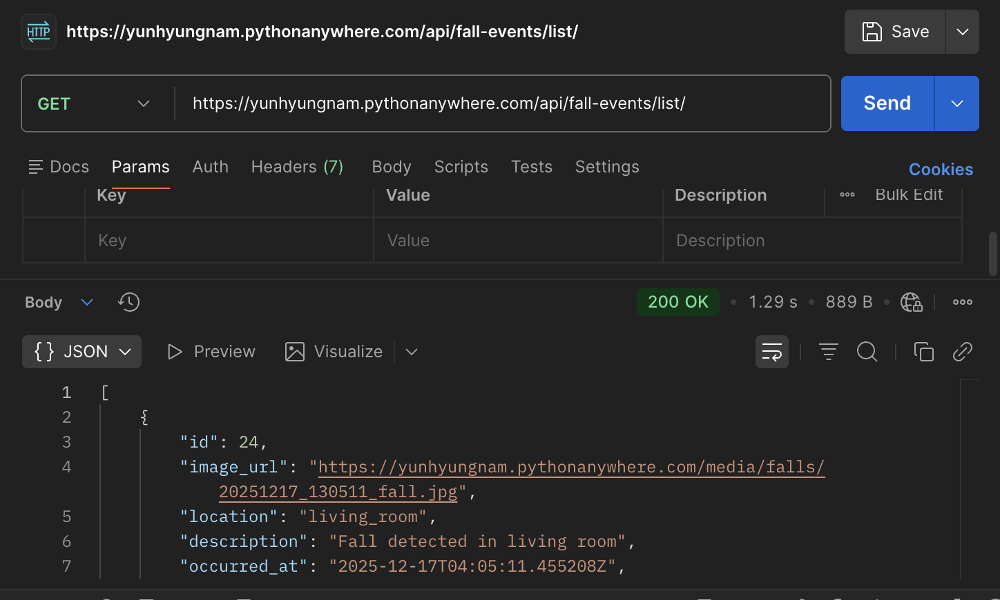 HTTP https://yunhyungnam.pythonanywhere.com/api/fall-events/list/ Save
GET https://yunhyungnam.pythonanywhere.com/api/fall-events/list/ Send
Docs Params Auth Headers (7) Body Scripts Tests Settings Cookies
Key Value Description Bulk Edit
Key Value Description
Body 200 OK 1.29 s 889 B
{} JSON Preview Visualize
1 [
2 {
3 "id": 24,
4 "image_url": "https://yunhyungnam.pythonanywhere.com/media/falls/
20251217_130511_fall.jpg",
5 "location": "living_room",
6 "description": "Fall detected in living room",
7 "occurred_at": "2025-12-17T04:05:11.455208Z",